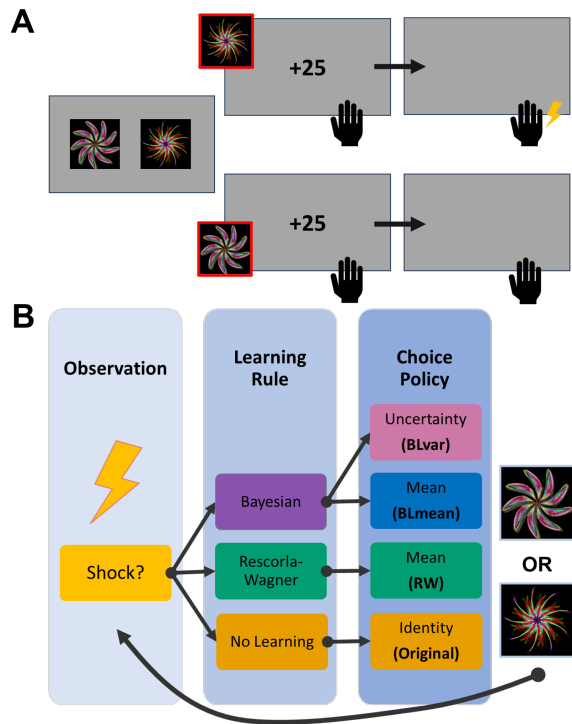 A
+25
+25
B
Observation
Learning
Rule
Choice
Policy
Uncertainty
(BLvar)
Bayesian
Mean
(BLmean)
OR
Shock?
Rescorla-
Wagner
Mean
(RW)
No Learning
Identity
(Original)